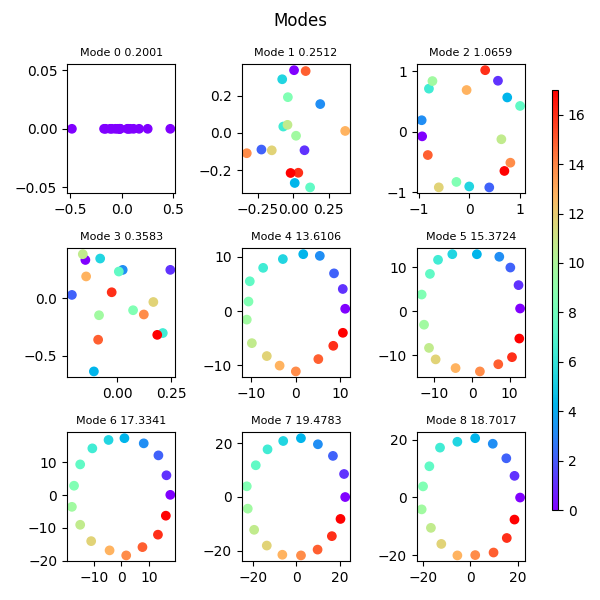 Modes
Mode 0 0.2001
Mode 1 0.2512
Mode 2 1.0659
0.05
0.00
−0.05
−0.5 0.0 0.5
0.2
0.0
−0.2
−0.25 0.00 0.25
1
0
−1
−1 0 1
Mode 3 0.3583
Mode 4 13.6106
Mode 5 15.3724
0.0
−0.5
0.00 0.25
10
0
−10
−10 0 10
10
0
−10
−10 0 10
Mode 6 17.3341
Mode 7 19.4783
Mode 8 18.7017
10
0
−10
−20
−10 0 10
20
0
−20
−20 0 20
20
0
−20
−20 0 20
16
14
12
10
8
6
4
2
0